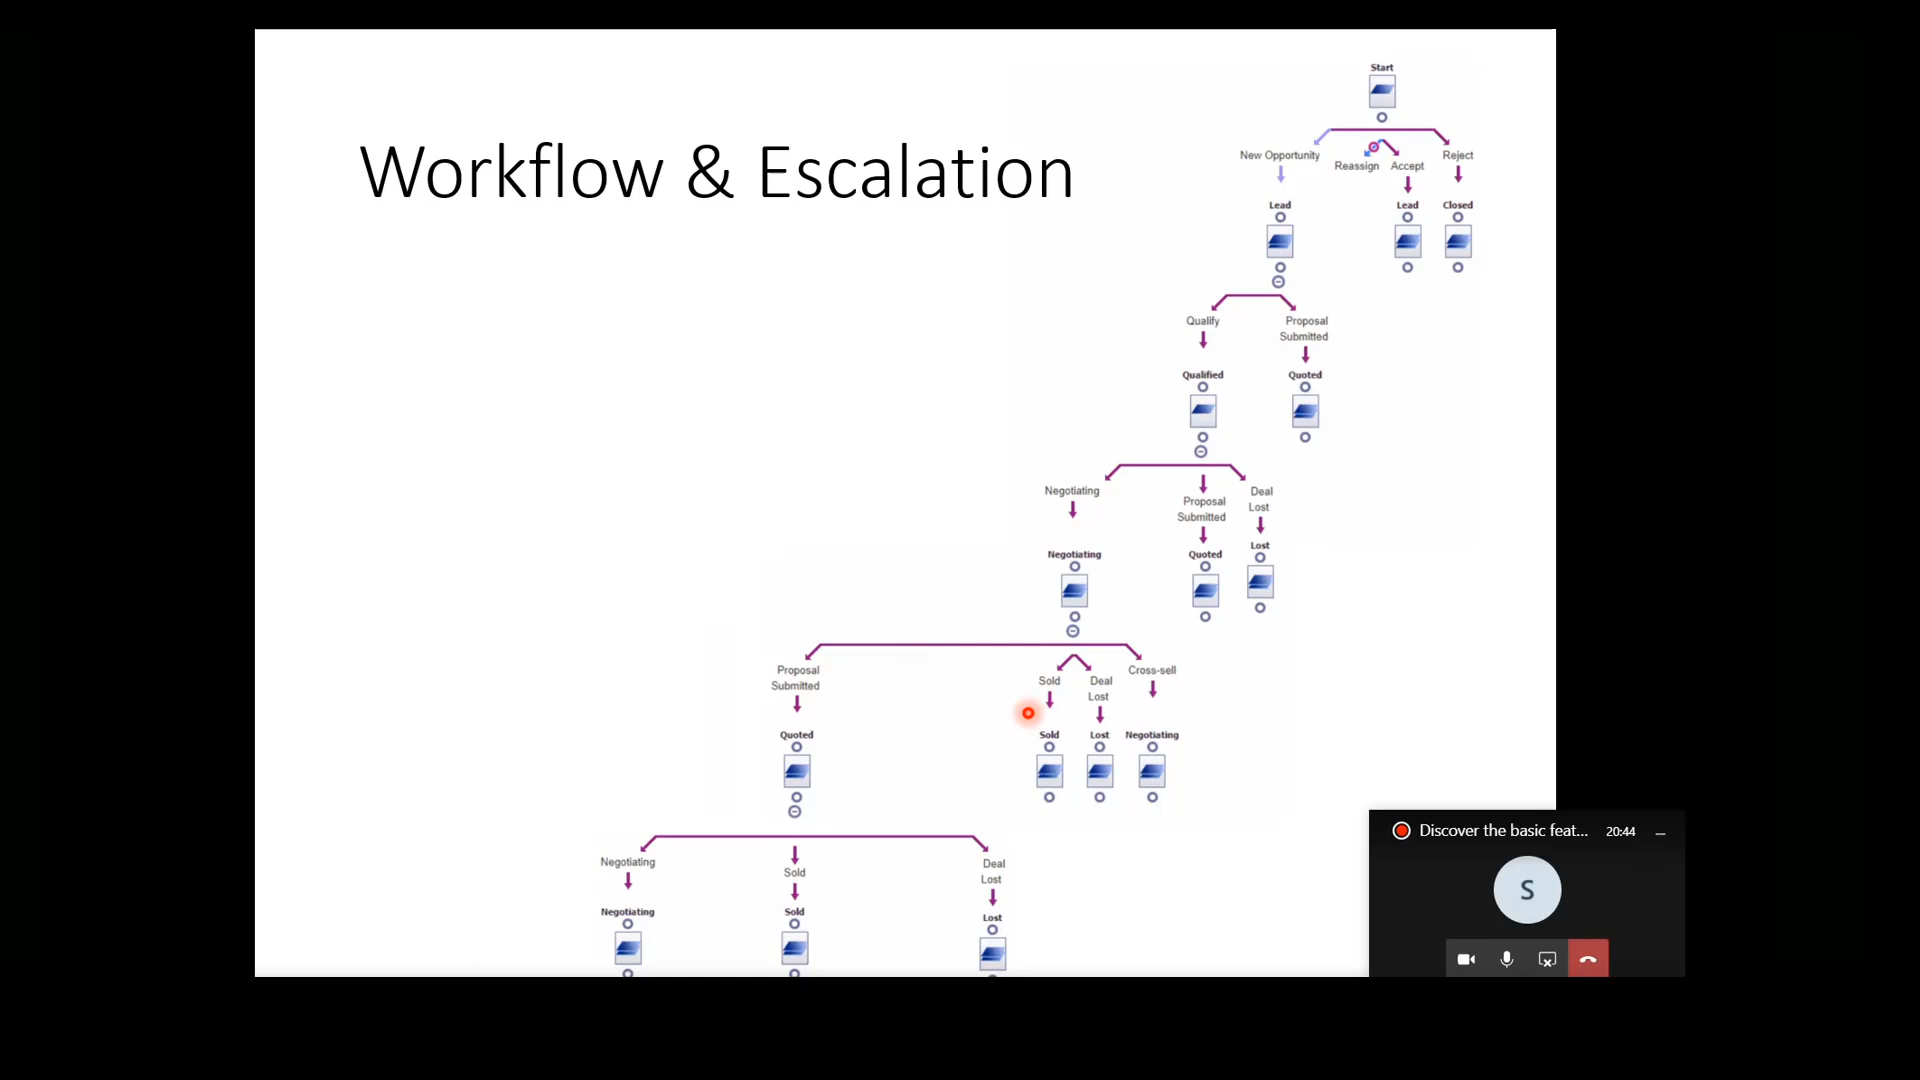 Workflow & Escalation
Start
New Opportunity
Reassign
Accept
Reject
Lead
Lead
Closed
Qualify
Proposal
Submitted
Qualified
Quoted
Negotiating
Proposal
Submitted
Deal
Lost
Negotiating
Quoted
Lost
Proposal
Submitted
Sold
Deal
Lost
Cross-sell
Quoted
Sold
Lost
Negotiating
Negotiating
Sold
Deal
Lost
Negotiating
Sold
Lost
Discover the basic feat... 20:44
S